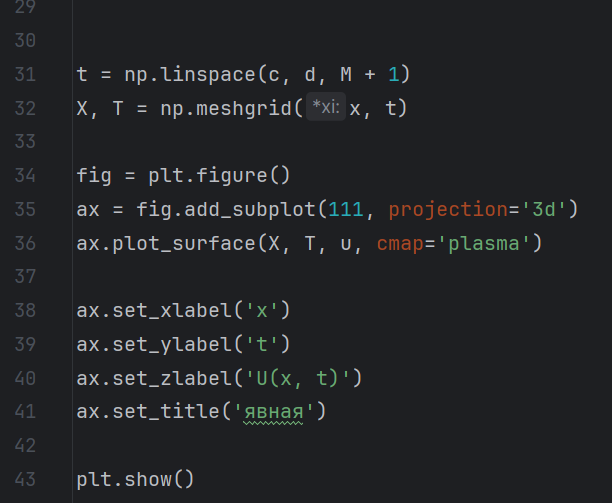 29
30
31 t = np.linspace(c, d, M + 1)
32 X, T = np.meshgrid(*xi: x, t)
33
34 fig = plt.figure()
35 ax = fig.add_subplot(111, projection='3d')
36 ax.plot_surface(X, T, u, cmap='plasma')
37
38 ax.set_xlabel('x')
39 ax.set_ylabel('t')
40 ax.set_zlabel('U(x, t)')
41 ax.set_title('явная')
42
43 plt.show()